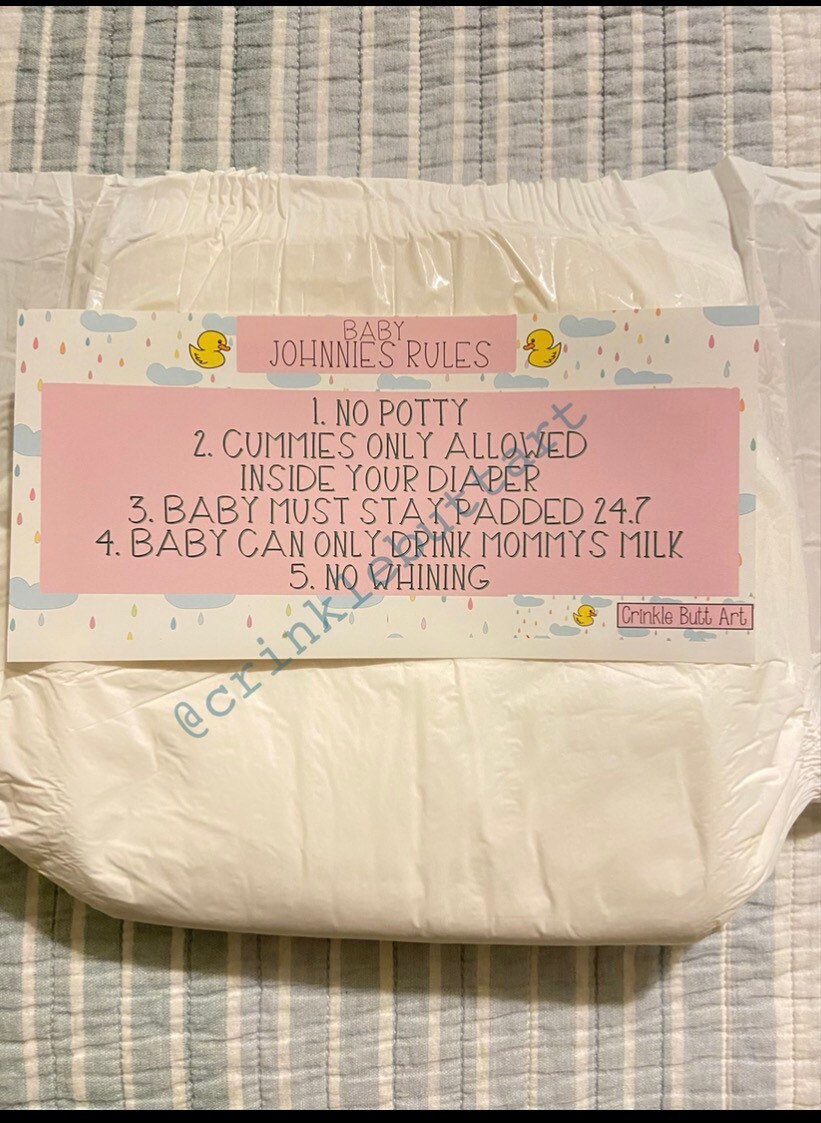 BABY
JOHNNIES RULES
1. NO POTTY
2. CUMMIES ONLY ALLOWED
INSIDE YOUR DIAPER
3. BABY MUST STAY PADDED 24.7
4. BABY CAN ONLY DRINK MOMMYS MILK
5. NO WHINING
Crinkle Butt Art
@crinklebuttart